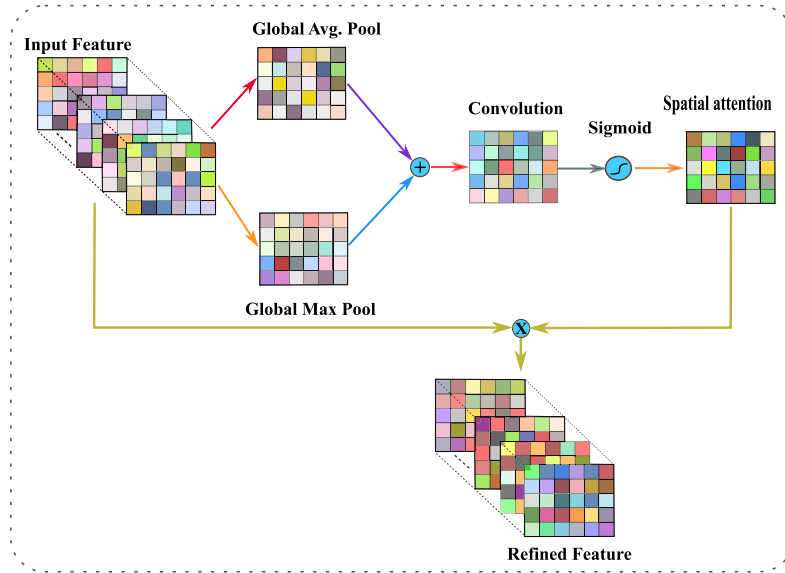 Global Avg. Pool
Input Feature
Convolution
Sigmoid
Spatial attention
+
Global Max Pool
X
Refined Feature